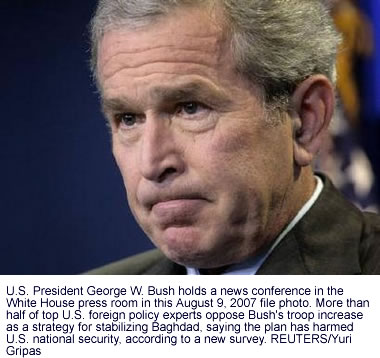 U.S. President George W. Bush holds a news conference in the
White House press room in this August 9, 2007 file photo. More than
half of top U.S. foreign policy experts oppose Bush's troop increase
as a strategy for stabilizing Baghdad, saying the plan has harmed
U.S. national security, according to a new survey. REUTERS/Yuri
Gripas